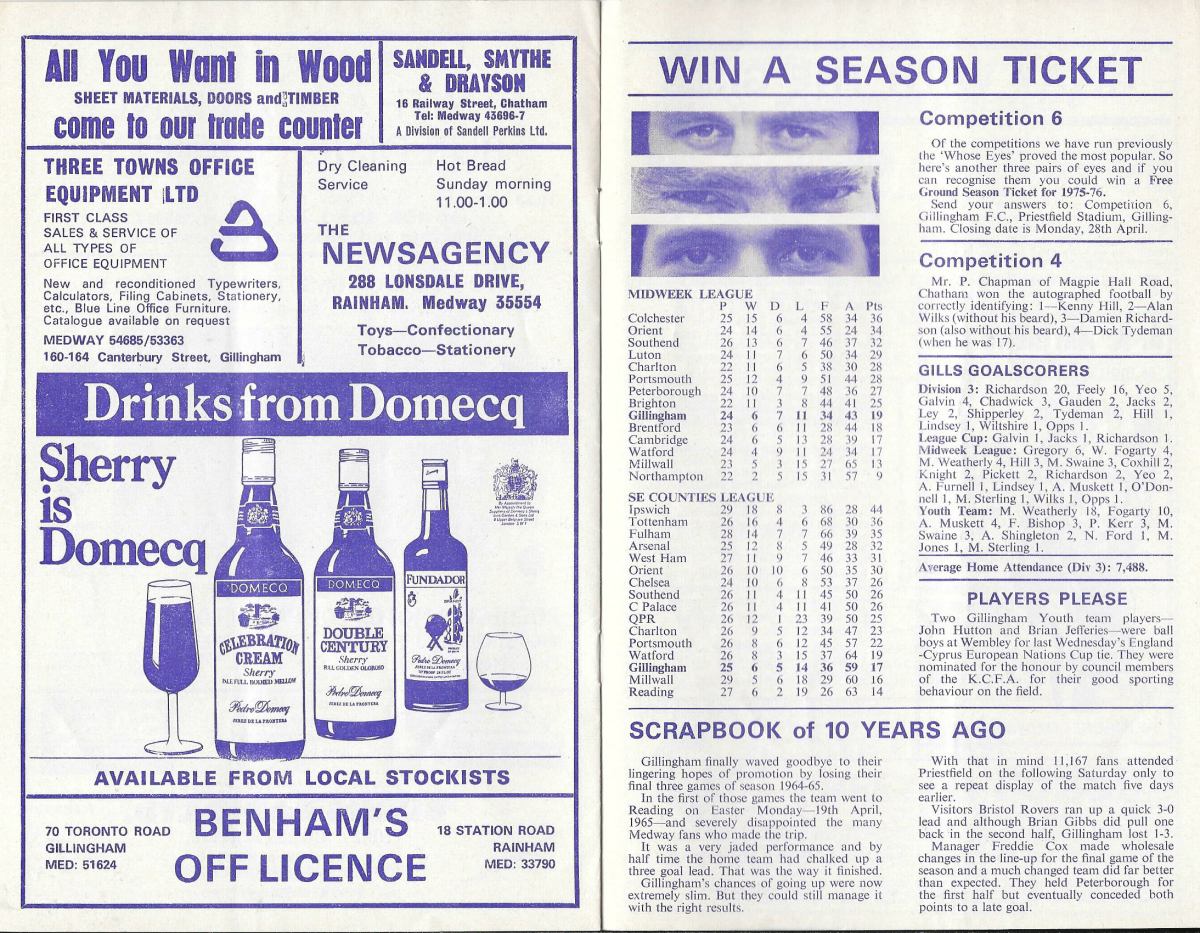 All You Want in Wood
SHEET MATERIALS, DOORS and TIMBER
come to our trade counter
SANDELL, SMYTHE
& DRAYSON
16 Railway Street, Chatham
Tel: Medway 43696-7
A Division of Sandell Perkins Ltd.
THREE TOWNS OFFICE
EQUIPMENT LTD
FIRST CLASS
SALES & SERVICE OF
ALL TYPES OF
OFFICE EQUIPMENT
New and reconditioned Typewriters,
Calculators, Filing Cabinets, Stationery,
etc., Blue Line Office Furniture.
Catalogue available on request
MEDWAY 54685/53363
160-164 Canterbury Street, Gillingham
Dry Cleaning
Service
Hot Bread
Sunday morning
11.00-1.00
THE
NEWSAGENCY
288 LONSDALE DRIVE,
RAINHAM. Medway 35554
Toys—Confectionary
Tobacco—Stationery
Drinks from Domecq
Sherry
is
Domecq
DOMECQ
CELEBRATION
CREAM
Sherry
PALE FULL BODIED MELLOW
Pedro Domecq
JEREZ DE LA FRONTERA
DOMECQ
DOUBLE
CENTURY
Sherry
FULL GOLDEN OLOROSO
Pedro Domecq
JEREZ DE LA FRONTERA
FUNDADOR
Pedro Domecq
AVAILABLE FROM LOCAL STOCKISTS
70 TORONTO ROAD
GILLINGHAM
MED: 51624
BENHAM'S
OFF LICENCE
18 STATION ROAD
RAINHAM
MED: 33790
WIN A SEASON TICKET
Competition 6
Of the competitions we have run previously
the 'Whose Eyes' proved the most popular. So
here's another three pairs of eyes and if you
can recognise them you could win a Free
Ground Season Ticket for 1975-76.
Send your answers to: Competition 6,
Gillingham F.C., Priestfield Stadium, Gilling-
ham. Closing date is Monday, 28th April.
Competition 4
Mr. P. Chapman of Magpie Hall Road,
Chatham won the autographed football by
correctly identifying: 1—Kenny Hill, 2—Alan
Wilks (without his beard), 3—Damien Richard-
son (also without his beard), 4—Dick Tydeman
(when he was 17).
MIDWEEK LEAGUE
P W D L F A Pts
Colchester 25 15 6 4 58 34 36
Orient 24 14 6 4 55 24 34
Southend 26 13 6 7 46 37 32
Luton 24 11 7 6 50 34 29
Charlton 22 11 6 5 38 30 28
Portsmouth 25 12 4 9 51 44 28
Peterborough 24 10 7 7 48 36 27
Brighton 22 11 3 8 44 41 25
Gillingham 24 6 7 11 34 43 19
Brentford 23 6 6 11 28 44 18
Cambridge 24 6 5 13 28 39 17
Watford 24 4 9 11 24 34 17
Millwall 23 5 3 15 27 65 13
Northampton 22 2 5 15 31 57 9
SE COUNTIES LEAGUE
Ipswich 29 18 8 3 86 28 44
Tottenham 26 16 4 6 68 30 36
Fulham 28 14 7 7 66 39 35
Arsenal 25 12 8 5 49 28 32
West Ham 27 11 9 7 46 33 31
Orient 26 10 10 6 50 35 30
Chelsea 24 10 6 8 53 37 26
Southend 26 11 4 11 45 50 26
C Palace 26 11 4 11 41 50 26
QPR 26 12 1 23 39 50 25
Charlton 26 9 5 12 34 47 23
Portsmouth 26 8 6 12 45 57 22
Watford 26 8 3 15 37 64 19
Gillingham 25 6 5 14 36 59 17
Millwall 29 5 6 18 29 60 16
Reading 27 6 2 19 26 63 14
GILLS GOALSCORERS
Division 3: Richardson 20, Feely 16, Yeo 5,
Galvin 4, Chadwick 3, Gauden 2, Jacks 2,
Ley 2, Shipperley 2, Tydeman 2, Hill 1,
Lindsey 1, Wiltshire 1, Opps 1.
League Cup: Galvin 1, Jacks 1, Richardson 1.
Midweek League: Gregory 6, W. Fogarty 4,
M. Weatherly 4, Hill 3, M. Swaine 3, Coxhill 2,
Knight 2, Pickett 2, Richardson 2, Yeo 2,
A. Furnell 1, Lindsey 1, A. Muskett 1, O'Don-
nell 1, M. Sterling 1, Wilks 1, Opps 1.
Youth Team: M. Weatherly 18, Fogarty 10,
A. Muskett 4, F. Bishop 3, P. Kerr 3, M.
Swaine 3, A. Shingleton 2, N. Ford 1, M.
Jones 1, M. Sterling 1.
Average Home Attendance (Div 3): 7,488.
PLAYERS PLEASE
Two Gillingham Youth team players—
John Hutton and Brian Jefferies—were ball
boys at Wembley for last Wednesday's England
-Cyprus European Nations Cup tie. They were
nominated for the honour by council members
of the K.C.F.A. for their good sporting
behaviour on the field.
SCRAPBOOK of 10 YEARS AGO
Gillingham finally waved goodbye to their
lingering hopes of promotion by losing their
final three games of season 1964-65.
In the first of those games the team went to
Reading on Easter Monday—19th April,
1965—and severely disappointed the many
Medway fans who made the trip.
It was a very jaded performance and by
half time the home team had chalked up a
three goal lead. That was the way it finished.
Gillingham's chances of going up were now
extremely slim. But they could still manage it
with the right results.
With that in mind 11,167 fans attended
Priestfield on the following Saturday only to
see a repeat display of the match five days
earlier.
Visitors Bristol Rovers ran up a quick 3-0
lead and although Brian Gibbs did pull one
back in the second half, Gillingham lost 1-3.
Manager Freddie Cox made wholesale
changes in the line-up for the final game of the
season and a much changed team did far better
than expected. They held Peterborough for
the first half but eventually conceded both
points to a late goal.